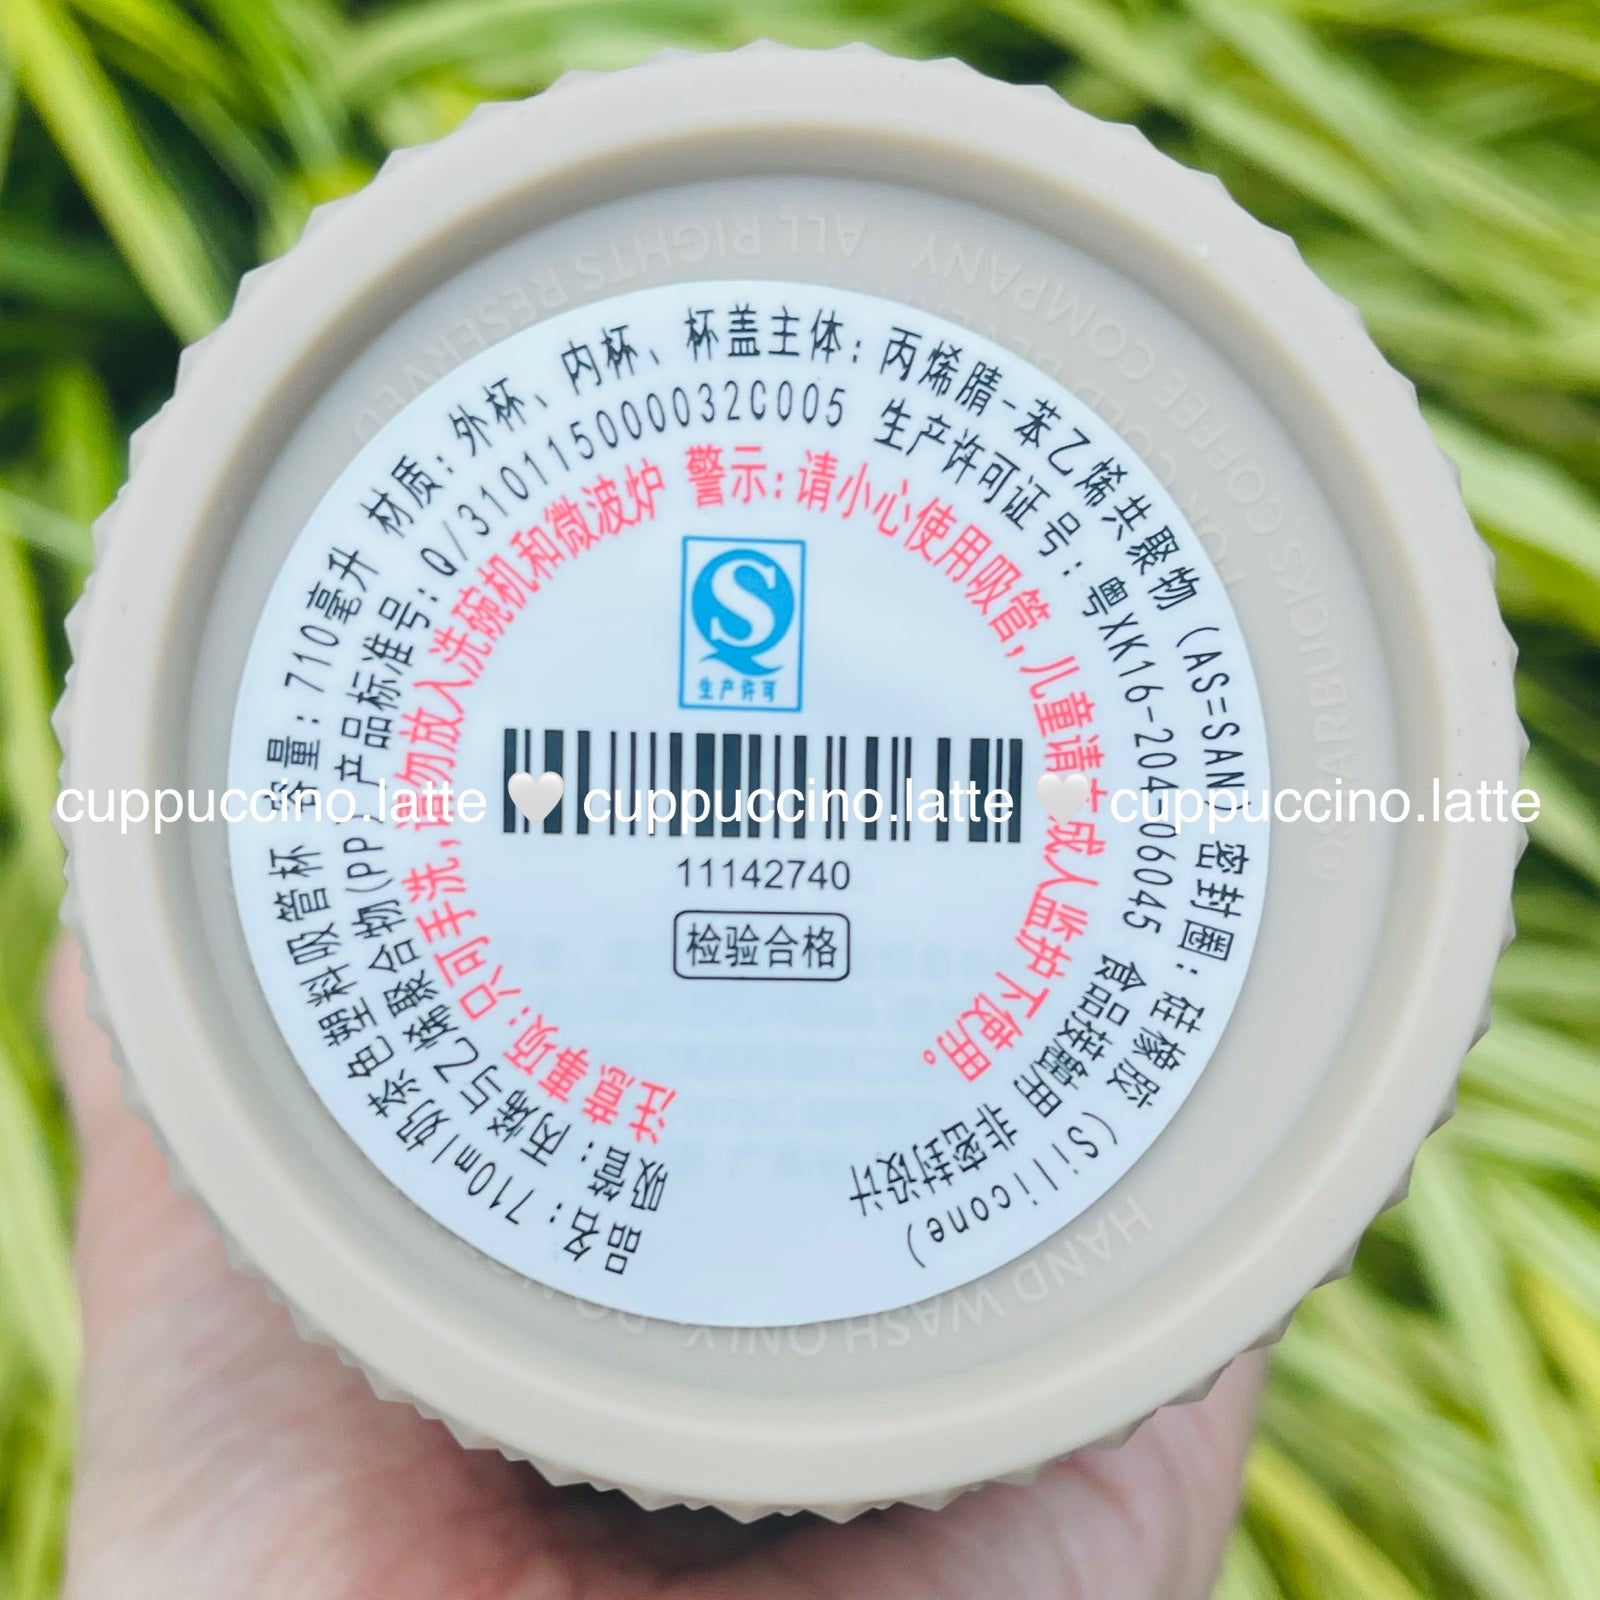 品名：710ml奶茶色塑料吸管杯 容量：710毫升 材质：外杯、内杯、杯盖主体：丙烯腈-苯乙烯共聚物（AS=SAN）密封圈：硅橡胶（Silicone）
吸管：丙烯与乙烯聚合物(PP) 产品标准号：Q/3101150000032C005 生产许可证号：粤XK16-204-06045 食品接触用 非密封设计
注意事项：只可手洗，请勿放入洗碗机和微波炉 警示：请小心使用吸管，儿童请在成人监护下使用。
生产许可
11142740
检验合格
cuppuccino.latte 🤍 cuppuccino.latte 🤍 cuppuccino.latte
©STARBUCKS COFFEE COMPANY ALL RIGHTS RESERVED
FOR COLD
HAND WASH ONLY